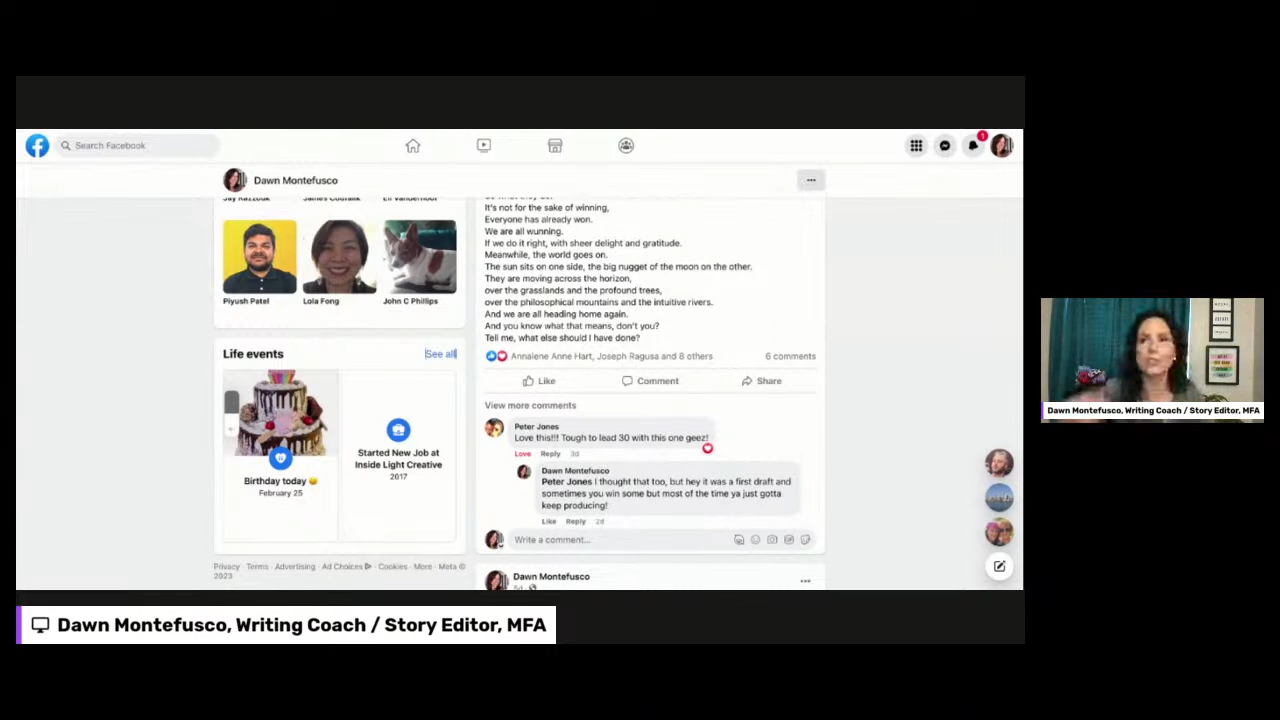 Search Facebook
1
Dawn Montefusco
...
Jay Kazzouk
James Coufalik
Eli Vanderhoof
Piyush Patel
Lola Fong
John C Phillips
Life events
See all
Birthday today
February 25
Started New Job at
Inside Light Creative
2017
Privacy · Terms · Advertising · Ad Choices · Cookies · More · Meta ©
2023
It's not for the sake of winning,
Everyone has already won.
We are all wunning.
If we do it right, with sheer delight and gratitude.
Meanwhile, the world goes on.
The sun sits on one side, the big nugget of the moon on the other.
They are moving across the horizon,
over the grasslands and the profound trees,
over the philosophical mountains and the intuitive rivers.
And we are all heading home again.
And you know what that means, don't you?
Tell me, what else should I have done?
Annalene Anne Hart, Joseph Ragusa and 8 others
6 comments
Like
Comment
Share
View more comments
Peter Jones
Love this!!! Tough to lead 30 with this one geez!
Love Reply 3d
Dawn Montefusco
Peter Jones I thought that too, but hey it was a first draft and
sometimes you win some but most of the time ya just gotta
keep producing!
Like Reply 2d
Write a comment...
Dawn Montefusco
...
Dawn Montefusco, Writing Coach / Story Editor, MFA
Dawn Montefusco, Writing Coach / Story Editor, MFA